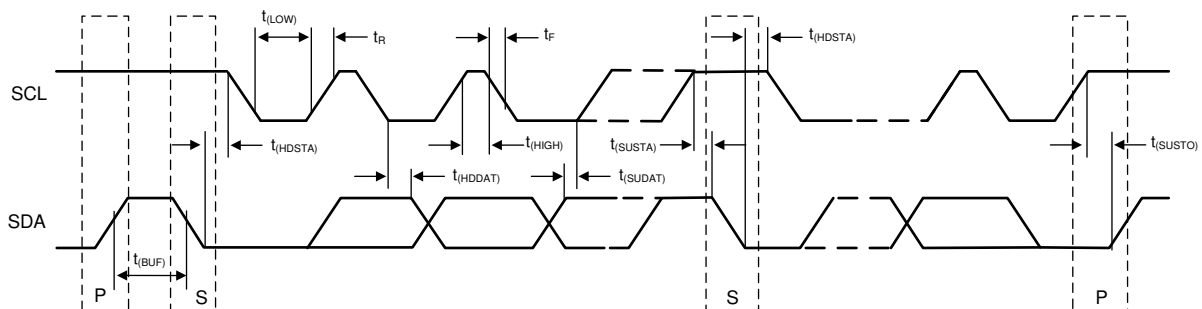 t(LOW)
tR
tF
t(HDSTA)
SCL
t(HDSTA)
t(HIGH)
t(SUSTA)
t(SUSTO)
t(HDDAT)
t(SUDAT)
SDA
t(BUF)
P
S
S
P